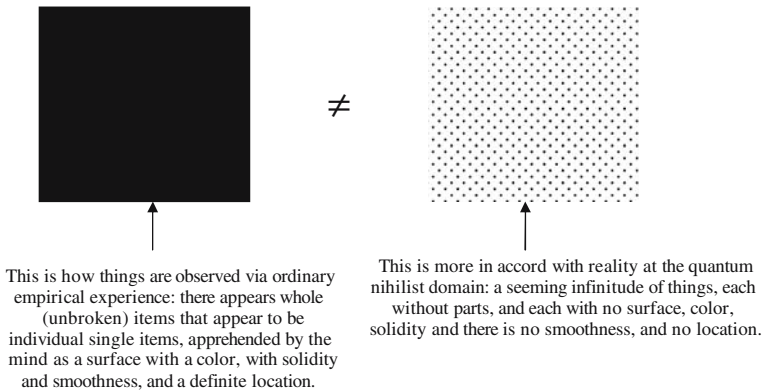 ≠
This is how things are observed via ordinary
empirical experience: there appears whole
(unbroken) items that appear to be
individual single items, apprehended by the
mind as a surface with a color, with solidity
and smoothness, and a definite location.
This is more in accord with reality at the quantum
nihilist domain: a seeming infinitude of things, each
without parts, and each with no surface, color,
solidity and there is no smoothness, and no location.